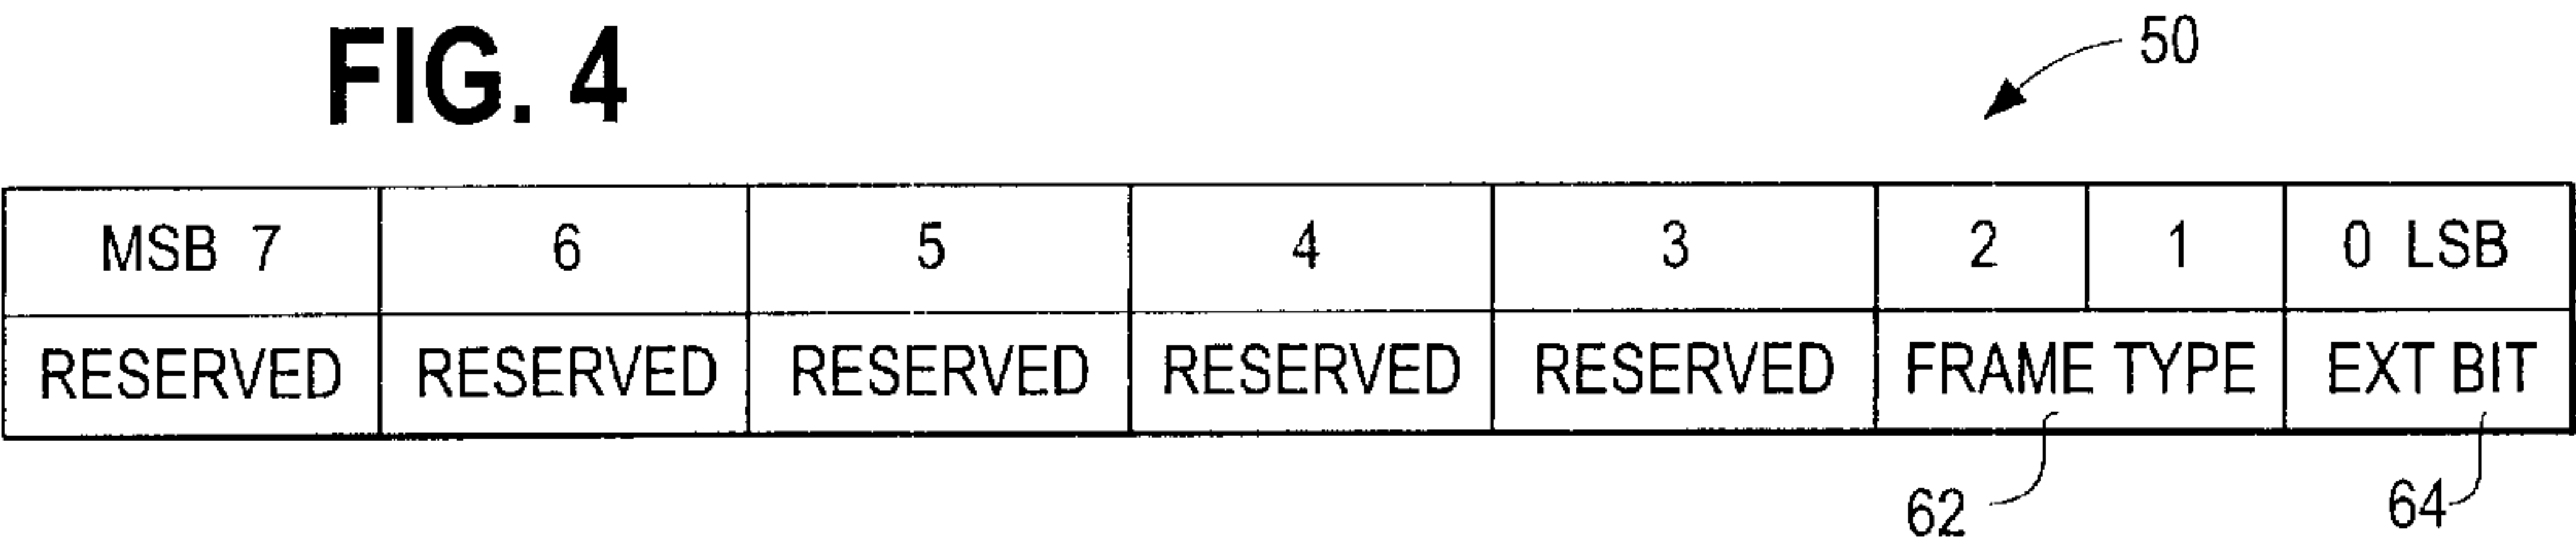 FIG. 4
50
MSB 7 6 5 4 3 2 1 0 LSB
RESERVED RESERVED RESERVED RESERVED RESERVED FRAME TYPE EXT BIT
62 64